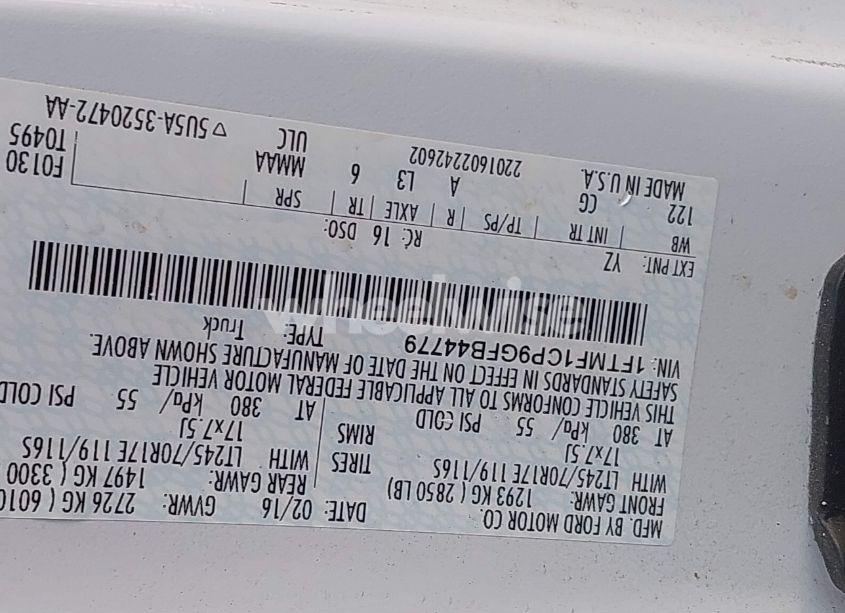 MFD. BY FORD MOTOR CO.
DATE: 02/16 GVWR: 2726 KG ( 6010
FRONT GAWR: 1293 KG ( 2850 LB) REAR GAWR: 1497 KG ( 3300
WITH LT245/70R17E 119/116S TIRES WITH LT245/70R17E 119/116S
17x7.5J RIMS 17x7.5J
AT 380 kPa/ 55 PSI COLD AT 380 kPa/ 55 PSI COLD
THIS VEHICLE CONFORMS TO ALL APPLICABLE FEDERAL MOTOR VEHICLE
SAFETY STANDARDS IN EFFECT ON THE DATE OF MANUFACTURE SHOWN ABOVE.
VIN: 1FTMF1CP9GFB44779 TYPE: Truck
EXT PNT: YZ RC: 16 DSO:
WB | INT TR | TP/PS | R | AXLE | TR | SPR
122 CG A L3 6 MMAA F0130
T0495
MADE IN U.S.A. 2201602242602 ULC ▽5U5A-3520472-AA
wheelwise